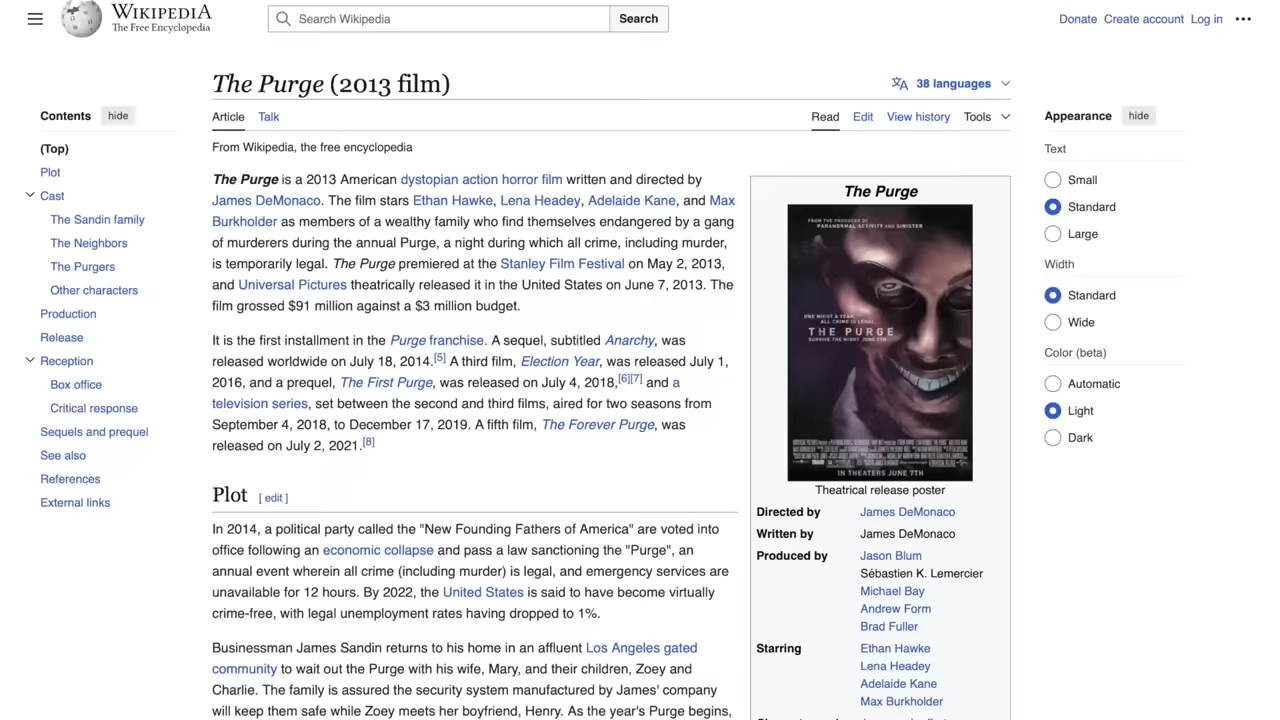 WIKIPEDIA
The Free Encyclopedia
Search Wikipedia
Search
Donate Create account Log in
The Purge (2013 film)
38 languages
Contents hide
(Top)
Plot
Cast
The Sandin family
The Neighbors
The Purgers
Other characters
Production
Release
Reception
Box office
Critical response
Sequels and prequel
See also
References
External links
Article Talk
Read Edit View history Tools
From Wikipedia, the free encyclopedia
The Purge is a 2013 American dystopian action horror film written and directed by
James DeMonaco. The film stars Ethan Hawke, Lena Headey, Adelaide Kane, and Max
Burkholder as members of a wealthy family who find themselves endangered by a gang
of murderers during the annual Purge, a night during which all crime, including murder,
is temporarily legal. The Purge premiered at the Stanley Film Festival on May 2, 2013,
and Universal Pictures theatrically released it in the United States on June 7, 2013. The
film grossed $91 million against a $3 million budget.
It is the first installment in the Purge franchise. A sequel, subtitled Anarchy, was
released worldwide on July 18, 2014.[5] A third film, Election Year, was released July 1,
2016, and a prequel, The First Purge, was released on July 4, 2018,[6][7] and a
television series, set between the second and third films, aired for two seasons from
September 4, 2018, to December 17, 2019. A fifth film, The Forever Purge, was
released on July 2, 2021.[8]
Plot [ edit ]
In 2014, a political party called the "New Founding Fathers of America" are voted into
office following an economic collapse and pass a law sanctioning the "Purge", an
annual event wherein all crime (including murder) is legal, and emergency services are
unavailable for 12 hours. By 2022, the United States is said to have become virtually
crime-free, with legal unemployment rates having dropped to 1%.
Businessman James Sandin returns to his home in an affluent Los Angeles gated
community to wait out the Purge with his wife, Mary, and their children, Zoey and
Charlie. The family is assured the security system manufactured by James' company
will keep them safe while Zoey meets her boyfriend, Henry. As the year's Purge begins,
The Purge
FROM THE PRODUCER OF
PARANORMAL ACTIVITY AND SINISTER
ONE NIGHT A YEAR,
ALL CRIME IS LEGAL.
THE PURGE
SURVIVE THE NIGHT JUNE 7TH
IN THEATERS JUNE 7TH
Theatrical release poster
Directed by James DeMonaco
Written by James DeMonaco
Produced by Jason Blum
Sébastien K. Lemercier
Michael Bay
Andrew Form
Brad Fuller
Starring Ethan Hawke
Lena Headey
Adelaide Kane
Max Burkholder
Appearance hide
Text
Small
Standard
Large
Width
Standard
Wide
Color (beta)
Automatic
Light
Dark